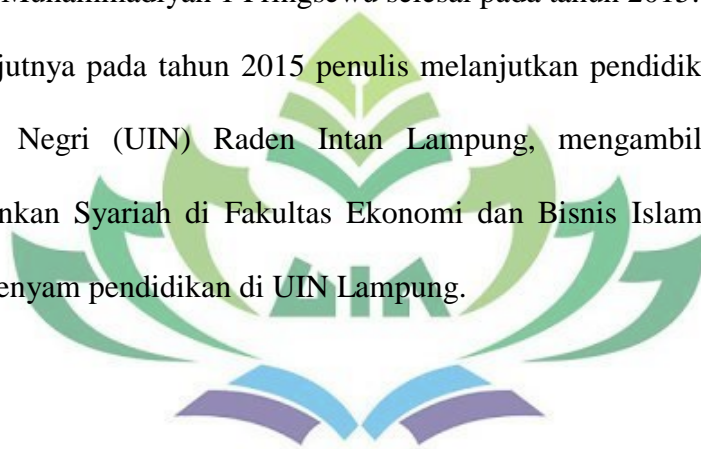 Muhammadiyah 1 Pringsewu selesai pada tahun 2015.
jutnya pada tahun 2015 penulis melanjutkan pendidik
Negri (UIN) Raden Intan Lampung, mengambil
nkan Syariah di Fakultas Ekonomi dan Bisnis Islam
enyam pendidikan di UIN Lampung.
UIN